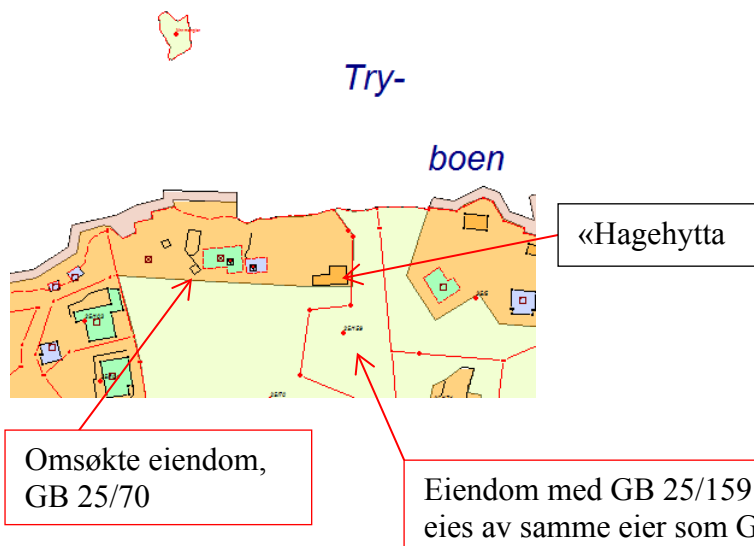 Try-
boen
«Hagehytta
Omsøkte eiendom,
GB 25/70
Eiendom med GB 25/159
eies av samme eier som G